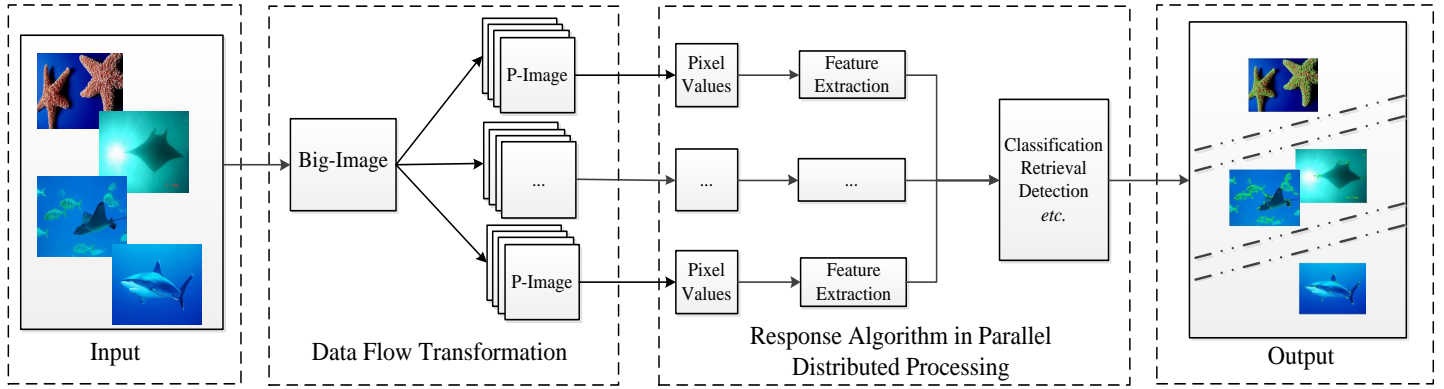 Input
Big-Image
P-Image
...
P-Image
Data Flow Transformation
Pixel
Values
Feature
Extraction
...
...
Pixel
Values
Feature
Extraction
Classification
Retrieval
Detection
etc.
Response Algorithm in Parallel
Distributed Processing
Output